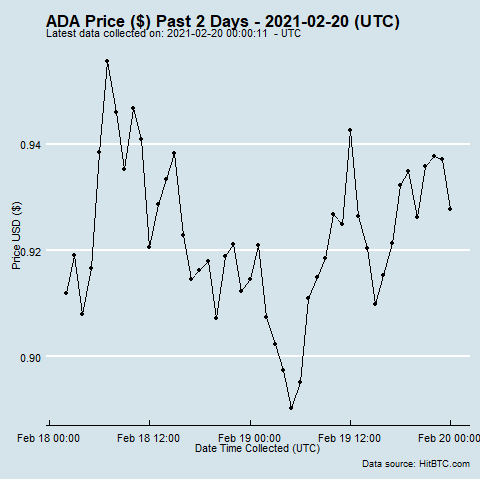 ADA Price ($) Past 2 Days - 2021-02-20 (UTC)
Latest data collected on: 2021-02-20 00:00:11 - UTC
0.94
0.92
0.90
Price USD ($)
Feb 18 00:00 Feb 18 12:00 Feb 19 00:00 Feb 19 12:00 Feb 20 00:00
Date Time Collected (UTC)
Data source: HitBTC.com